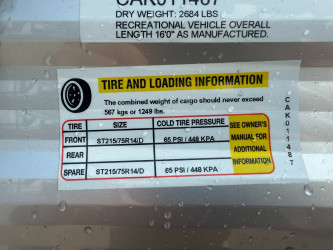 CAK011487
DRY WEIGHT: 2684 LBS
RECREATIONAL VEHICLE OVERALL
LENGTH 16'0" AS MANUFACTURED.
TIRE AND LOADING INFORMATION
The combined weight of cargo should never exceed
567 kgs or 1249 lbs.
TIRE SIZE COLD TIRE PRESSURE
FRONT ST215/75R14/D 65 PSI / 448 KPA
REAR
SPARE ST215/75R14/D 65 PSI / 448 KPA
SEE OWNER'S
MANUAL FOR
ADDITIONAL
INFORMATION
CAK011487